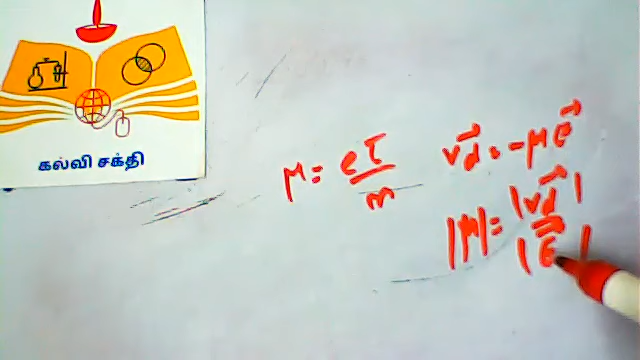 கல்வி சக்தி
μ = eτ/m
v⃗d = -μE⃗
|μ| = |v⃗d|/|E⃗|